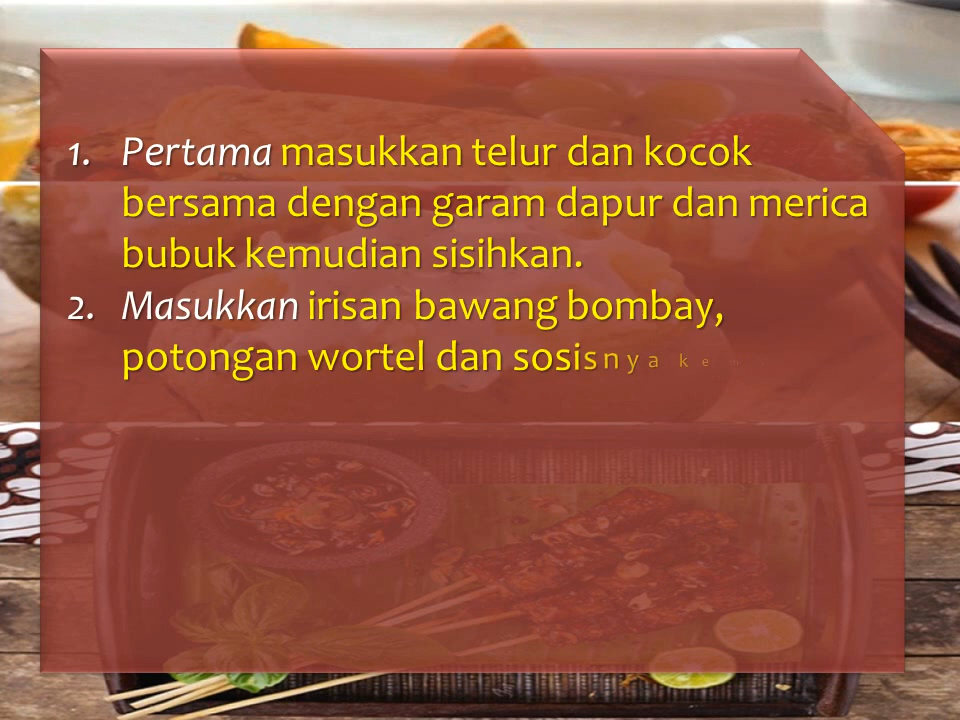 1. Pertama masukkan telur dan kocok
bersama dengan garam dapur dan merica
bubuk kemudian sisihkan.
2. Masukkan irisan bawang bombay,
potongan wortel dan sosisnya